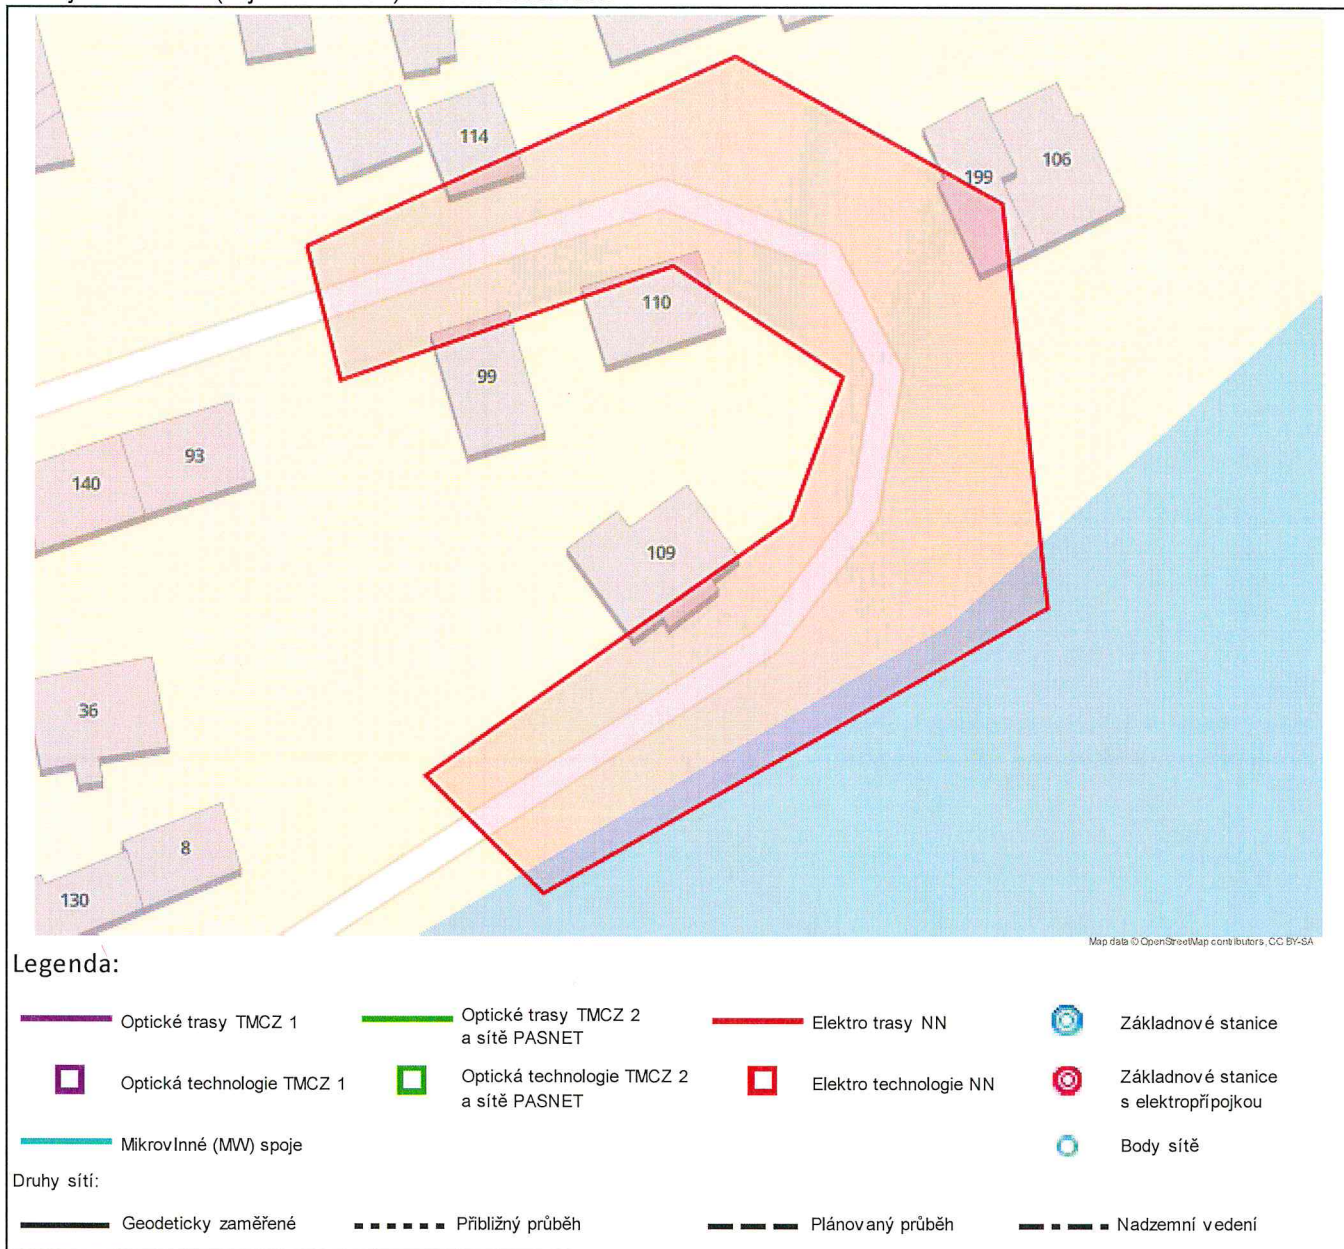 114
106
199
110
99
93
140
109
36
8
130
Map data © OpenStreetMap contributors, CC BY-SA
Legenda:
Optické trasy TMCZ 1
Optické trasy TMCZ 2
a sítě PASNET
Elektro trasy NN
Základnové stanice
Optická technologie TMCZ 1
Optická technologie TMCZ 2
a sítě PASNET
Elektro technologie NN
Základnové stanice
s elektropřípojkou
Mikrovlnné (MW) spoje
Body sítě
Druhy sítí:
Geodeticky zaměřené
Přibližný průběh
Plánovaný průběh
Nadzemní vedení